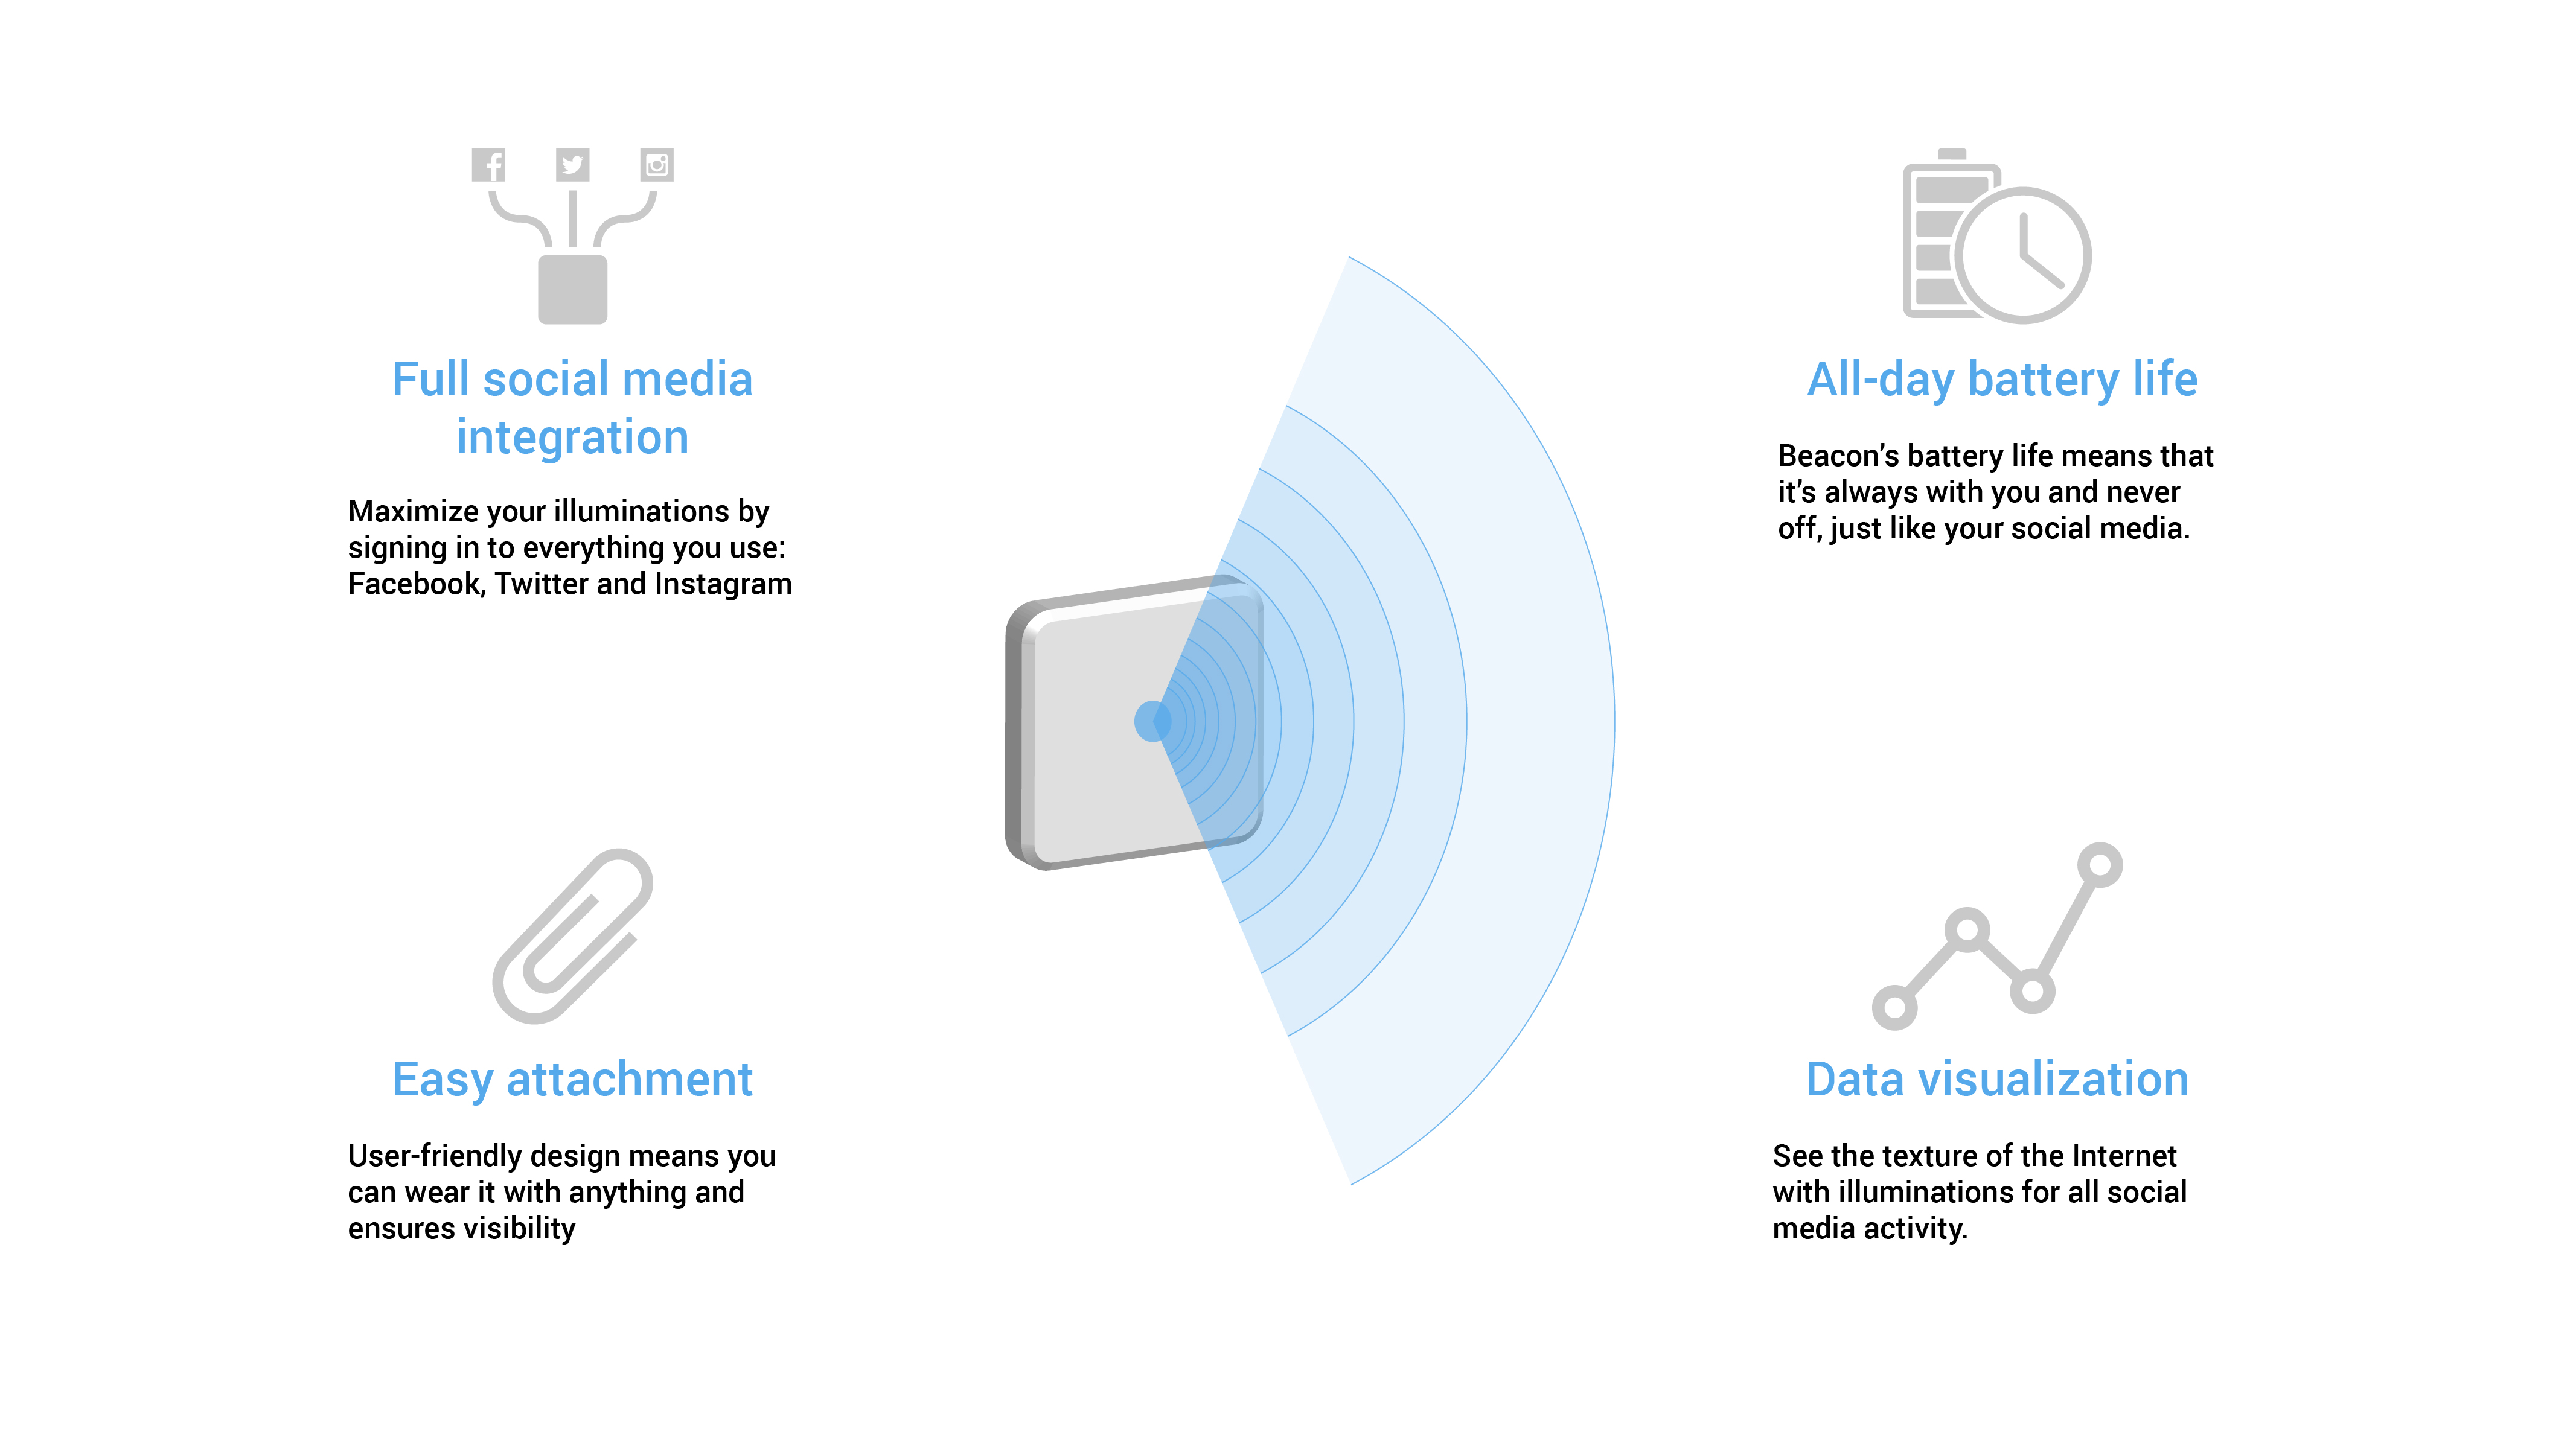 Full social media
integration
Maximize your illuminations by
signing in to everything you use:
Facebook, Twitter and Instagram
All-day battery life
Beacon’s battery life means that
it’s always with you and never
off, just like your social media.
Easy attachment
User-friendly design means you
can wear it with anything and
ensures visibility
Data visualization
See the texture of the Internet
with illuminations for all social
media activity.